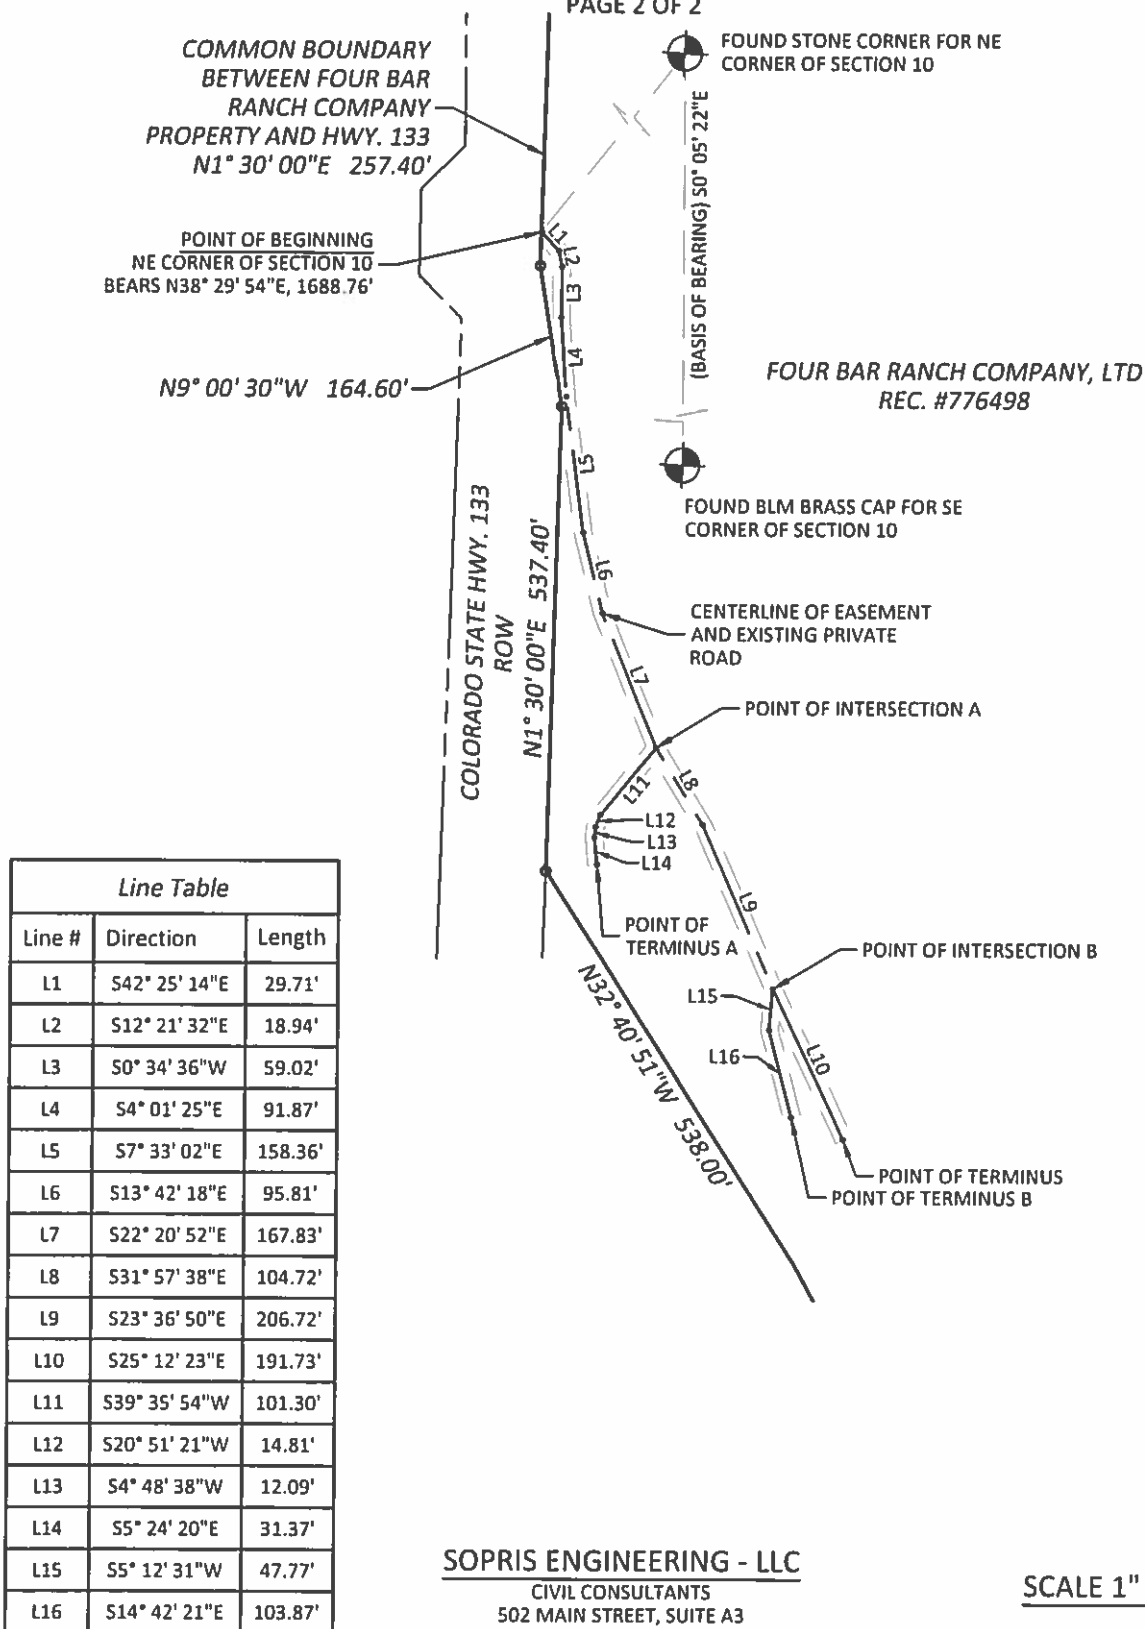 PAGE 2 OF 2
COMMON BOUNDARY
BETWEEN FOUR BAR
RANCH COMPANY
PROPERTY AND HWY. 133
N1° 30' 00"E 257.40'
FOUND STONE CORNER FOR NE
CORNER OF SECTION 10
POINT OF BEGINNING
NE CORNER OF SECTION 10
BEARS N38° 29' 54"E, 1688.76'
L1
L2
L3
L4
(BASIS OF BEARING) S0° 05' 22"E
N9° 00' 30"W 164.60'
FOUR BAR RANCH COMPANY, LTD
REC. #776498
L5
FOUND BLM BRASS CAP FOR SE
CORNER OF SECTION 10
COLORADO STATE HWY. 133
ROW
N1° 30' 00"E 537.40'
L6
CENTERLINE OF EASEMENT
AND EXISTING PRIVATE
ROAD
L7
POINT OF INTERSECTION A
L8
L11
L12
L13
L14
L9
POINT OF
TERMINUS A
POINT OF INTERSECTION B
N32° 40' 51"W 538.00'
L15
L16
L10
POINT OF TERMINUS
POINT OF TERMINUS B
Line Table
Line # Direction Length
L1 S42° 25' 14"E 29.71'
L2 S12° 21' 32"E 18.94'
L3 S0° 34' 36"W 59.02'
L4 S4° 01' 25"E 91.87'
L5 S7° 33' 02"E 158.36'
L6 S13° 42' 18"E 95.81'
L7 S22° 20' 52"E 167.83'
L8 S31° 57' 38"E 104.72'
L9 S23° 36' 50"E 206.72'
L10 S25° 12' 23"E 191.73'
L11 S39° 35' 54"W 101.30'
L12 S20° 51' 21"W 14.81'
L13 S4° 48' 38"W 12.09'
L14 S5° 24' 20"E 31.37'
L15 S5° 12' 31"W 47.77'
L16 S14° 42' 21"E 103.87'
SOPRIS ENGINEERING - LLC
CIVIL CONSULTANTS
502 MAIN STREET, SUITE A3
SCALE 1"